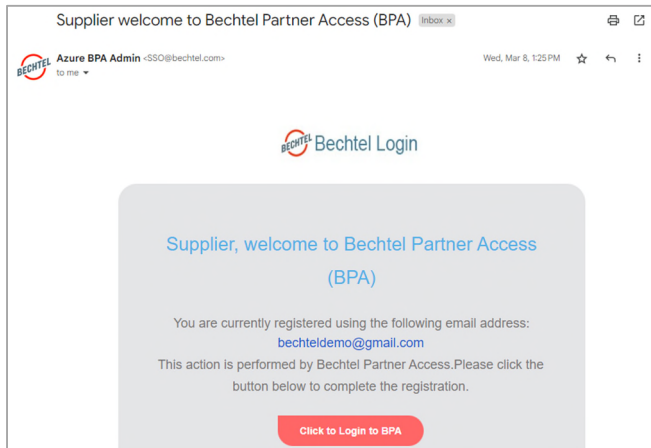 Supplier welcome to Bechtel Partner Access (BPA) Inbox x
BECHTEL
Azure BPA Admin <SSO@bechtel.com>
Wed, Mar 8, 1:25 PM
to me
BECHTEL Bechtel Login
Supplier, welcome to Bechtel Partner Access
(BPA)
You are currently registered using the following email address:
bechteldemo@gmail.com
This action is performed by Bechtel Partner Access.Please click the
button below to complete the registration.
Click to Login to BPA